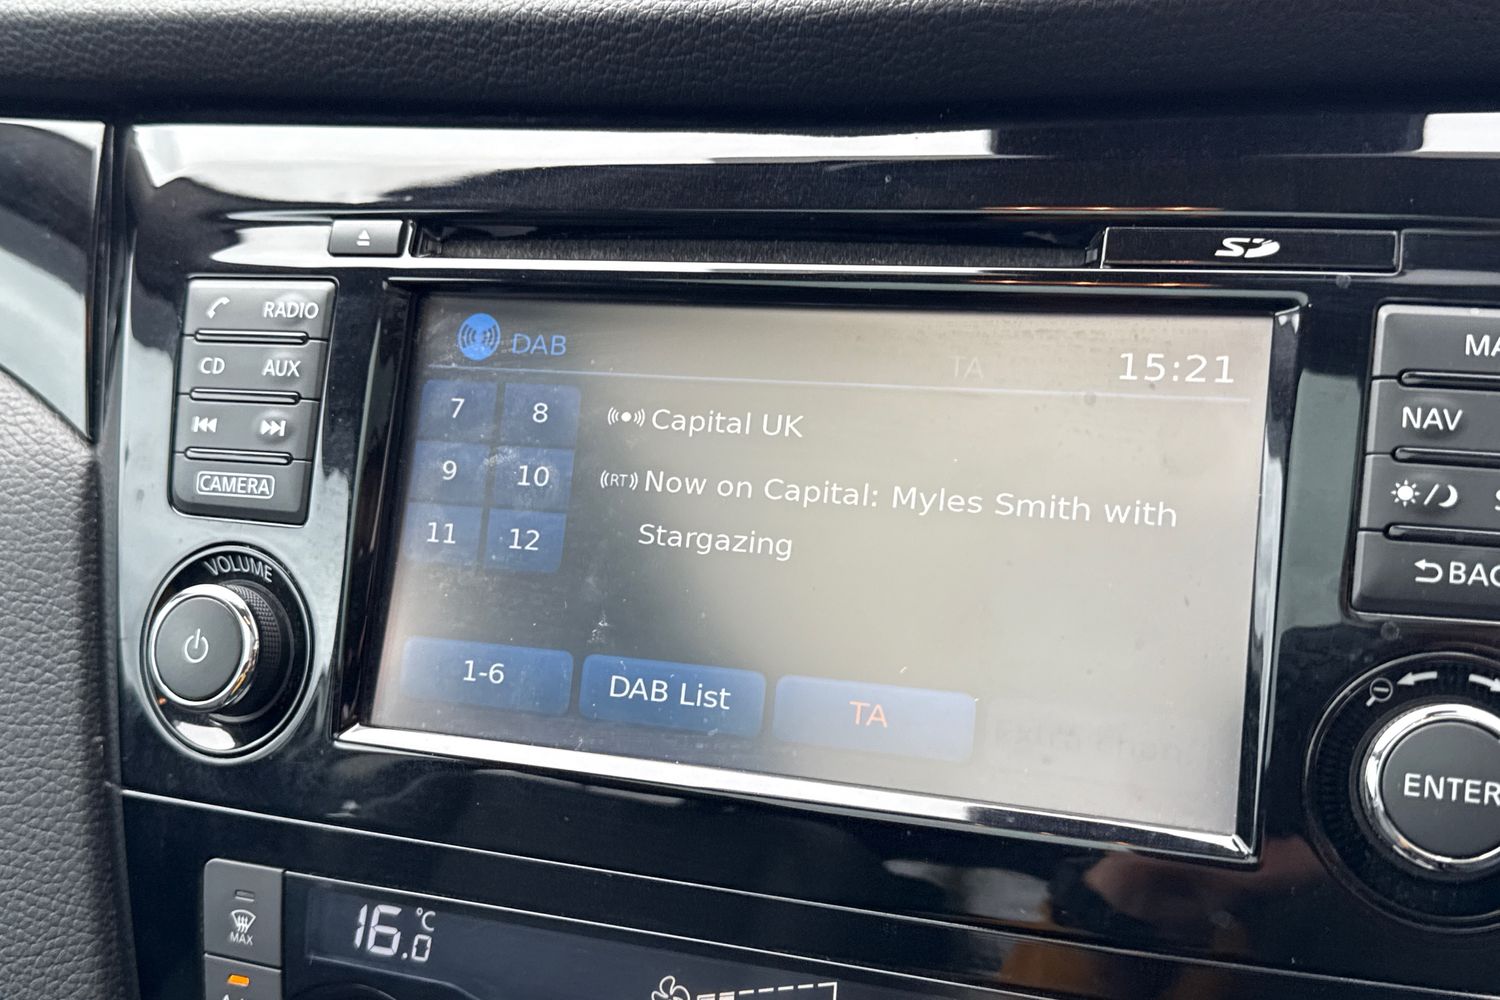 SD
RADIO
CD AUX
CAMERA
VOLUME
DAB
TA
15:21
7 8
9 10
11 12
Capital UK
RT Now on Capital: Myles Smith with
Stargazing
1-6
DAB List
TA
NAV
ENTER
MAX
16.0 °C